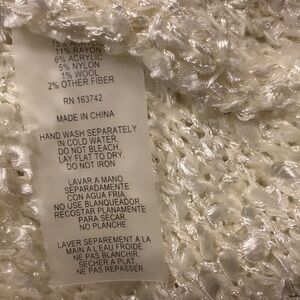 75% ACRYLIC
11% RAYON
6% ACRYLIC
5% NYLON
1% WOOL
2% OTHER FIBER
RN 163742
MADE IN CHINA
HAND WASH SEPARATELY
IN COLD WATER.
DO NOT BLEACH.
LAY FLAT TO DRY.
DO NOT IRON
LAVAR A MANO
SEPARADAMENTE
CON AGUA FRIA.
NO USE BLANQUEADOR
RECOSTAR PLANAMENTE
PARA SECAR.
NO PLANCHE
LAVER SEPAREMENT A LA
MAIN A L'EAU FROIDE.
NE PAS BLANCHIR.
SECHER A PLAT.
NE PAS REPASSER